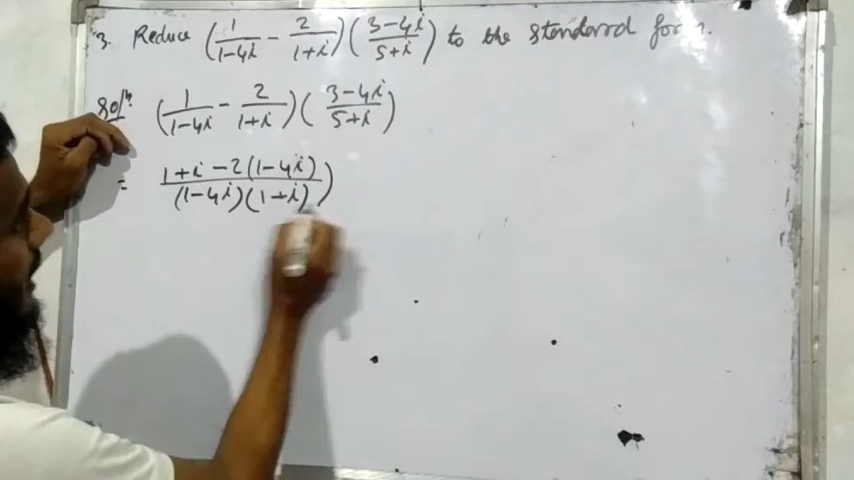 3. Reduce (1/(1-4i) - 2/(1+i)) ((3-4i)/(5+i)) to the standard form.
Solⁿ: (1/(1-4i) - 2/(1+i)) ((3-4i)/(5+i))
= (1+i-2(1-4i))/((1-4i)(1+i)))